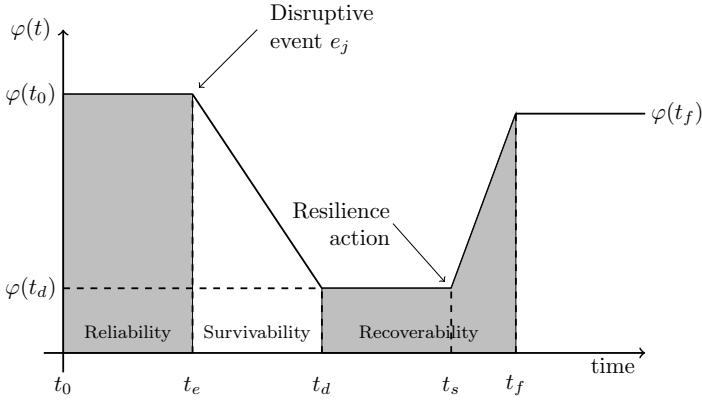 Disruptive
event e_j
φ(t)
φ(t_0)
φ(t_f)
Resilience
action
φ(t_d)
Reliability
Survivability
Recoverability
time
t_0
t_e
t_d
t_s
t_f